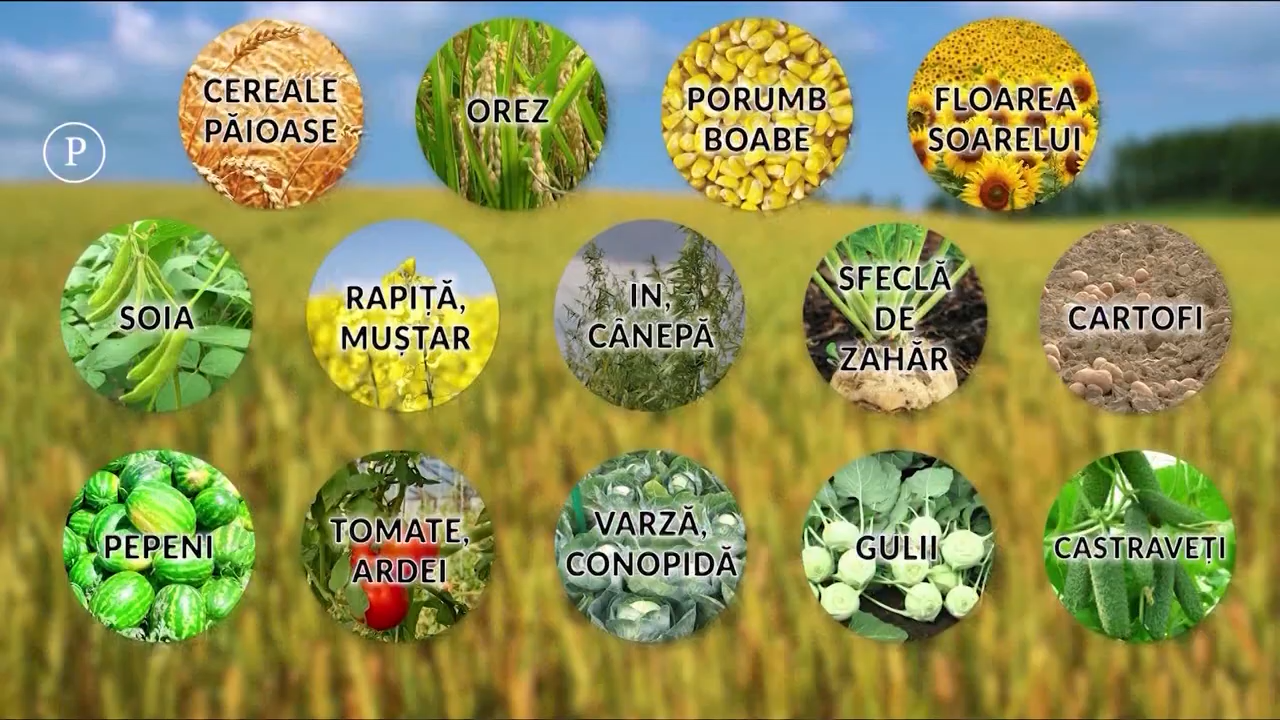 CEREALE
PĂIOASE
OREZ
PORUMB
BOABE
FLOAREA
SOARELUI
P
SOIA
RAPIȚĂ,
MUȘTAR
IN,
CÂNEPĂ
SFECLĂ
DE
ZAHĂR
CARTOFI
PEPENI
TOMATE,
ARDEI
VARZĂ,
CONOPIDĂ
GULII
CASTRAVEȚI